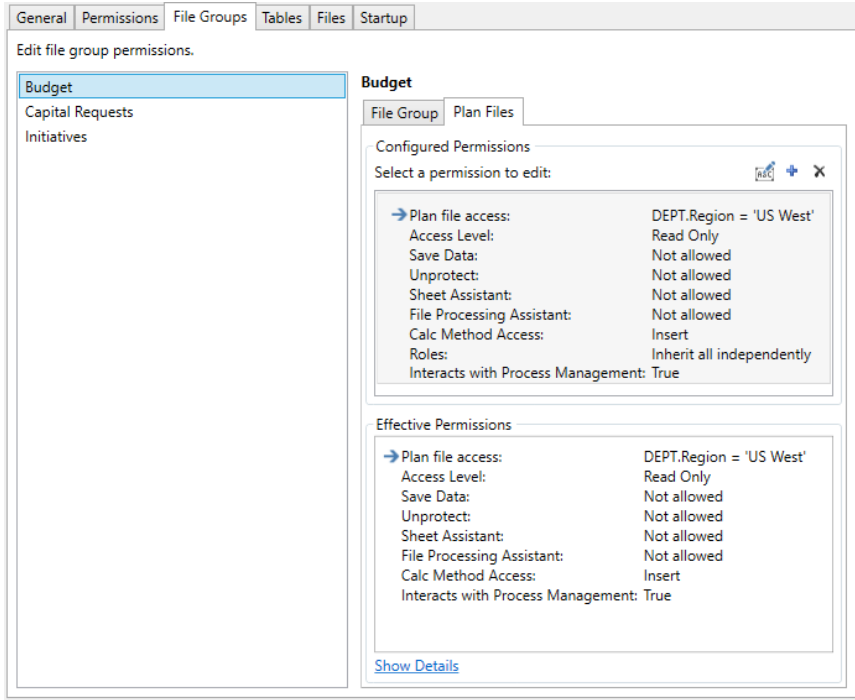 General Permissions File Groups Tables Files Startup
Edit file group permissions.
Budget
Capital Requests
Initiatives
Budget
File Group Plan Files
Configured Permissions
Select a permission to edit:
ABC
Plan file access: DEPT.Region = 'US West'
Access Level: Read Only
Save Data: Not allowed
Unprotect: Not allowed
Sheet Assistant: Not allowed
File Processing Assistant: Not allowed
Calc Method Access: Insert
Roles: Inherit all independently
Interacts with Process Management: True
Effective Permissions
Plan file access: DEPT.Region = 'US West'
Access Level: Read Only
Save Data: Not allowed
Unprotect: Not allowed
Sheet Assistant: Not allowed
File Processing Assistant: Not allowed
Calc Method Access: Insert
Interacts with Process Management: True
Show Details